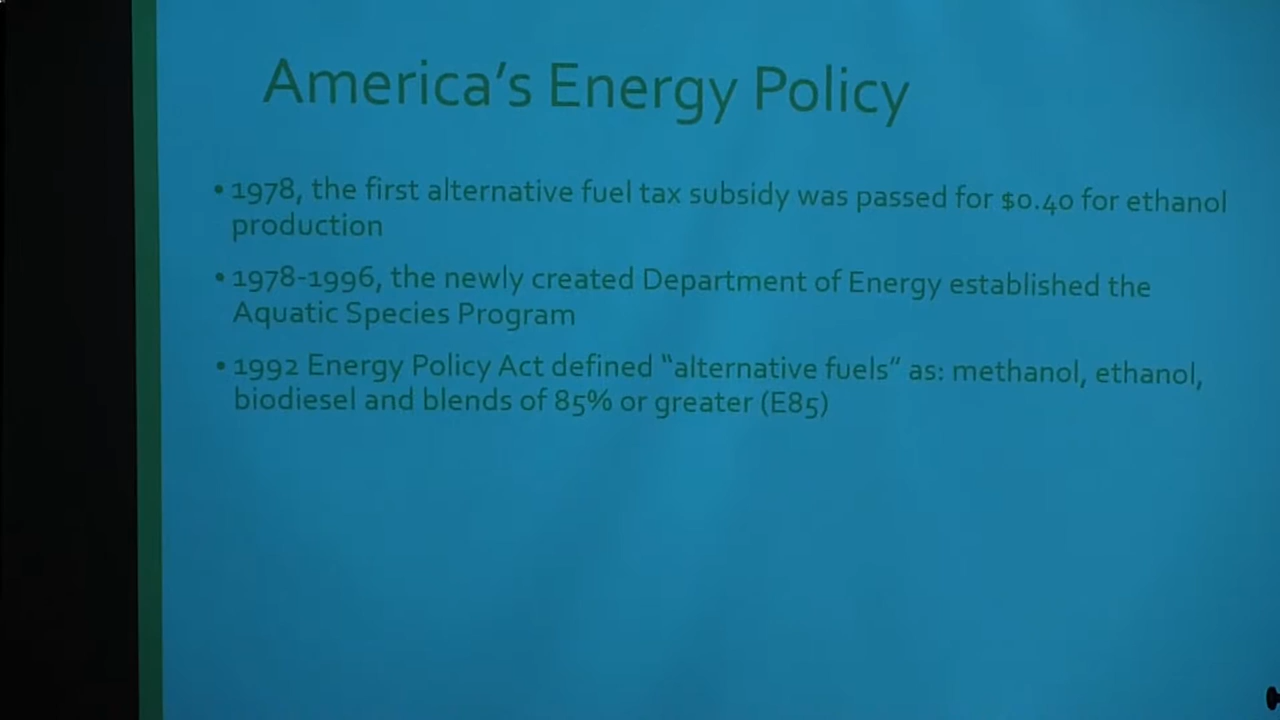 America's Energy Policy
• 1978, the first alternative fuel tax subsidy was passed for $0.40 for ethanol
production
• 1978-1996, the newly created Department of Energy established the
Aquatic Species Program
• 1992 Energy Policy Act defined “alternative fuels” as: methanol, ethanol,
biodiesel and blends of 85% or greater (E85)